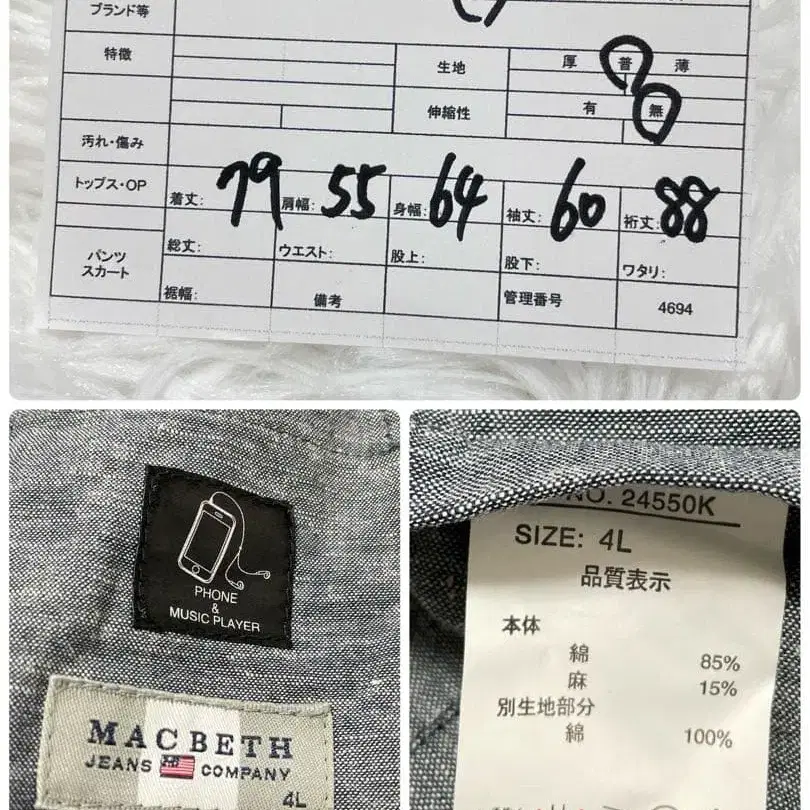 ブランド等
特徴 生地 厚 普 薄
伸縮性 有 無
汚れ・傷み
トップス・OP 着丈: 79 肩幅: 55 身幅: 64 袖丈: 60 裄丈: 88
パンツ
スカート
総丈: ウエスト: 股上: 股下: ワタリ:
裾幅: 備考 管理番号 4694
PHONE
&
MUSIC PLAYER
MACBETH
JEANS COMPANY
4L
NO. 24550K
SIZE: 4L
品質表示
本体
綿 85%
麻 15%
別生地部分
綿 100%